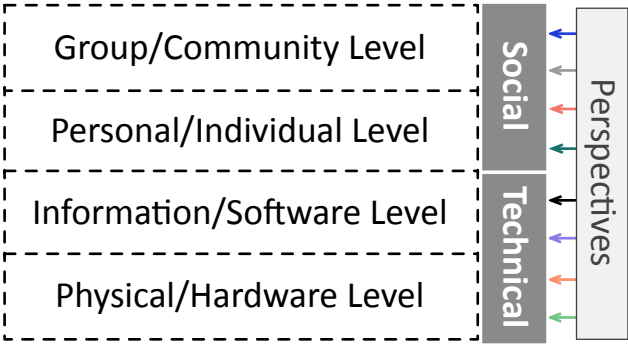 Group/Community Level
Personal/Individual Level
Information/Software Level
Physical/Hardware Level
Social
Technical
Perspectives